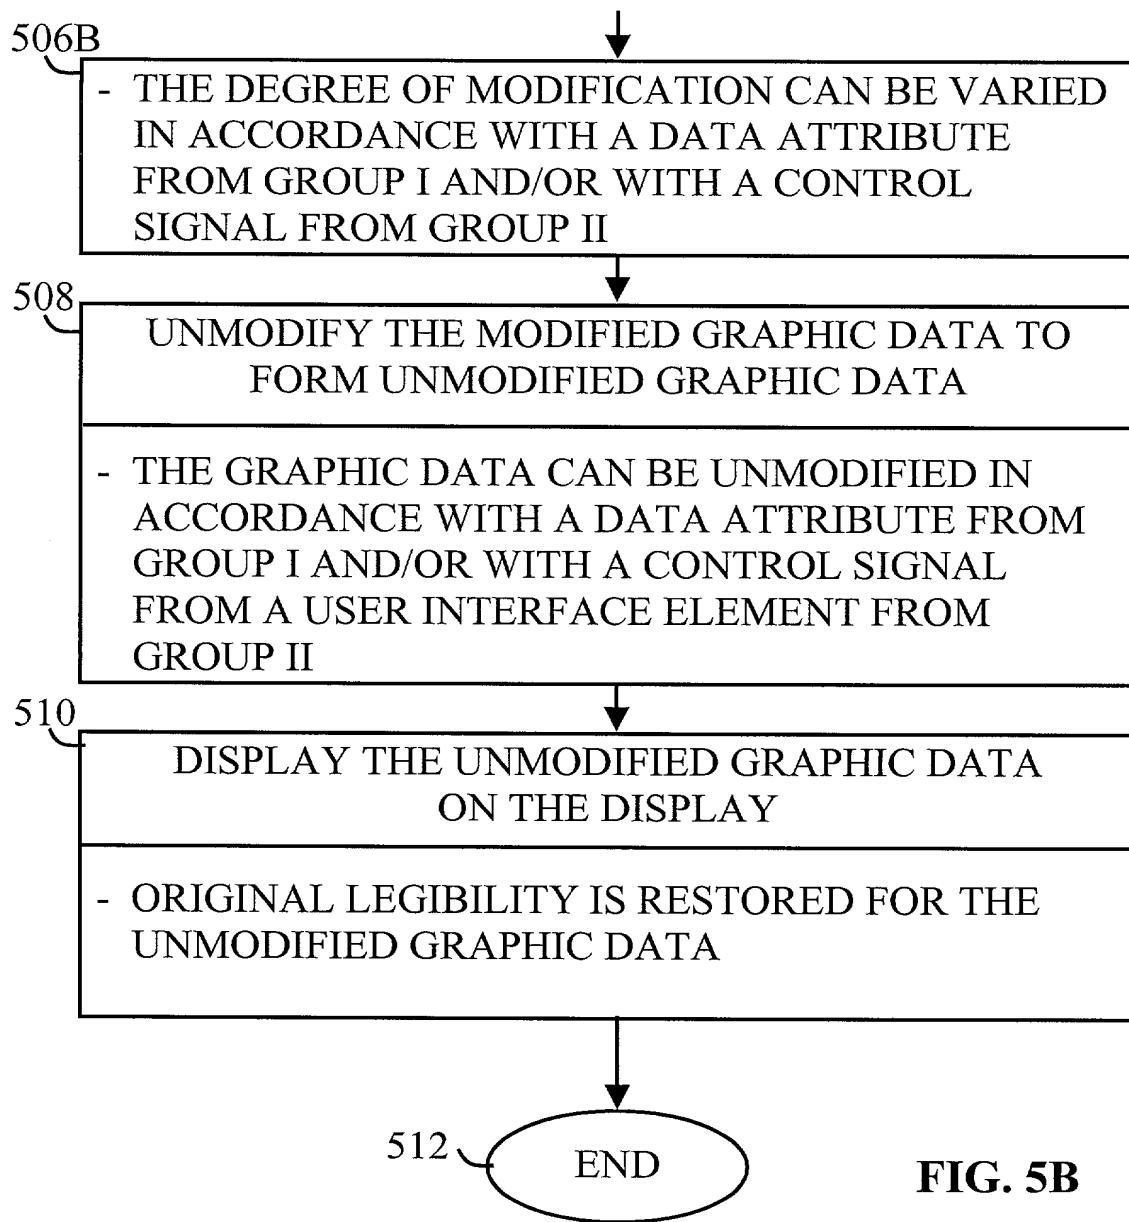 506B
- THE DEGREE OF MODIFICATION CAN BE VARIED
IN ACCORDANCE WITH A DATA ATTRIBUTE
FROM GROUP I AND/OR WITH A CONTROL
SIGNAL FROM GROUP II
508
UNMODIFY THE MODIFIED GRAPHIC DATA TO
FORM UNMODIFIED GRAPHIC DATA
- THE GRAPHIC DATA CAN BE UNMODIFIED IN
ACCORDANCE WITH A DATA ATTRIBUTE FROM
GROUP I AND/OR WITH A CONTROL SIGNAL
FROM A USER INTERFACE ELEMENT FROM
GROUP II
510
DISPLAY THE UNMODIFIED GRAPHIC DATA
ON THE DISPLAY
- ORIGINAL LEGIBILITY IS RESTORED FOR THE
UNMODIFIED GRAPHIC DATA
512
END
FIG. 5B